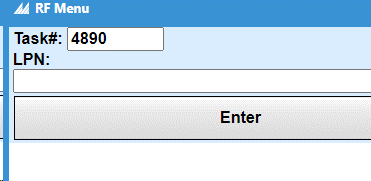 RF Menu
Task#: 4890
LPN:
Enter